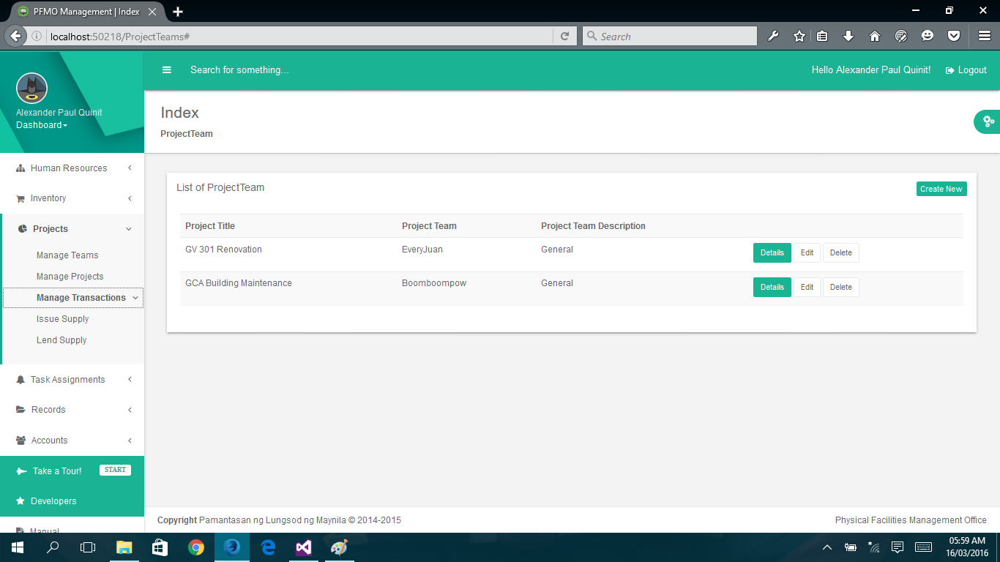 PFMO Management | Index
localhost:50218/ProjectTeams#
Search
Search for something...
Hello Alexander Paul Quinit!
Logout
Alexander Paul Quinit
Dashboard
Index
ProjectTeam
Human Resources
Inventory
Projects
Manage Teams
Manage Projects
Manage Transactions
Issue Supply
Lend Supply
Task Assignments
Records
Accounts
Take a Tour! START
Developers
Manual
List of ProjectTeam
Create New
Project Title Project Team Project Team Description
GV 301 Renovation EveryJuan General Details Edit Delete
GCA Building Maintenance Boomboompow General Details Edit Delete
Copyright Pamantasan ng Lungsod ng Maynila © 2014-2015
Physical Facilities Management Office
05:59 AM
16/03/2016